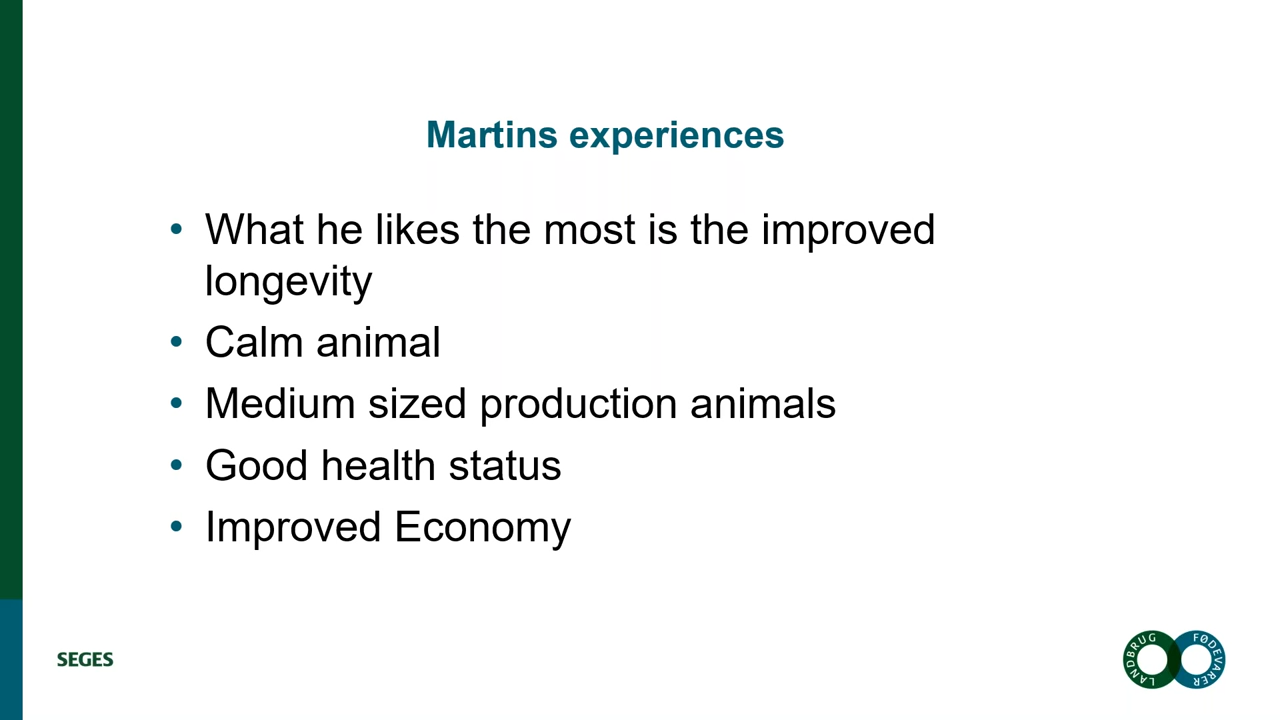 Martins experiences
• What he likes the most is the improved
longevity
• Calm animal
• Medium sized production animals
• Good health status
• Improved Economy
SEGES
LANDBRUG FØDEVARER